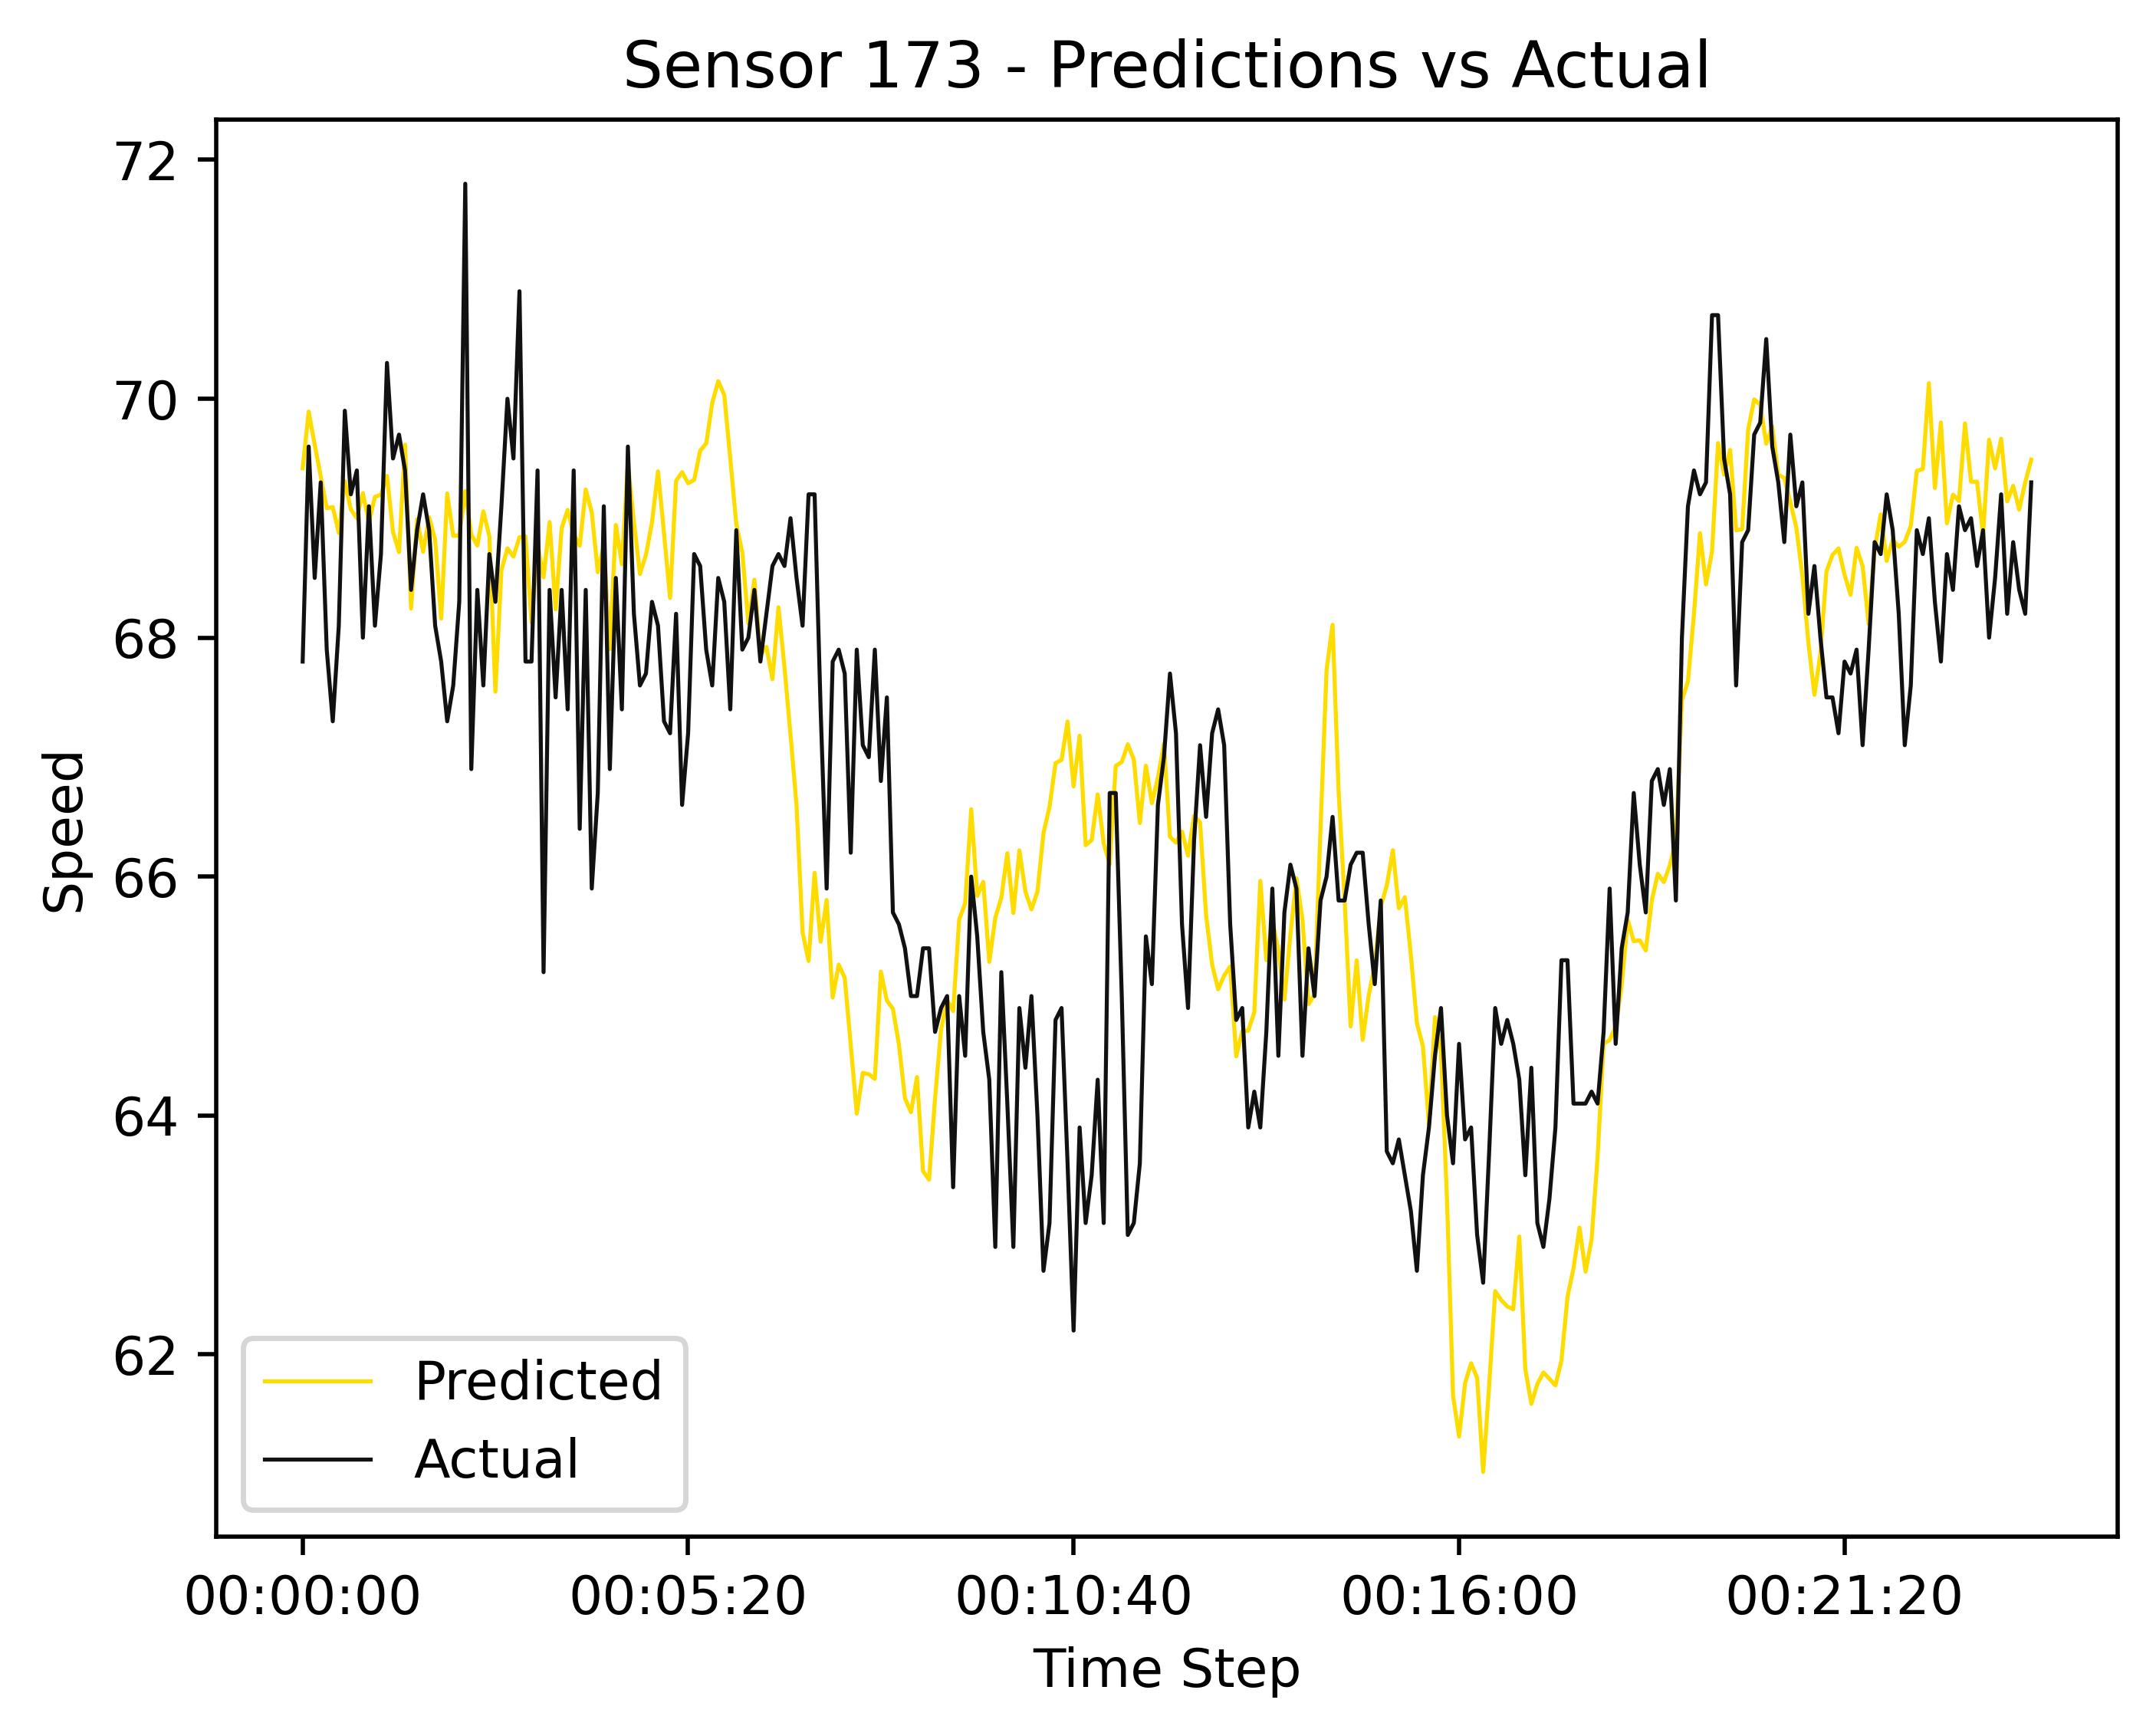 Sensor 173 - Predictions vs Actual
72
70
68
66
64
62
Speed
Predicted
Actual
00:00:00 00:05:20 00:10:40 00:16:00 00:21:20
Time Step